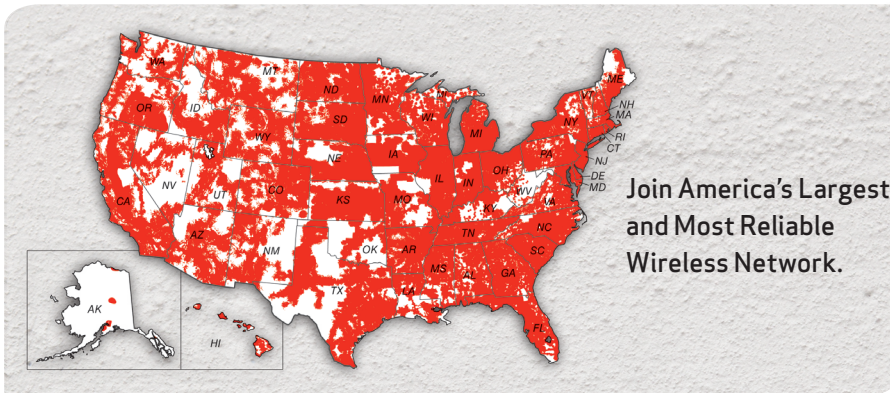 WA
MT
ND
MN
ME
VT
NH
MA
OR
ID
SD
WI
MI
NY
RI
CT
WY
IA
PA
NJ
NE
OH
DE
MD
NV
UT
CO
IL
IN
WV
VA
CA
KS
MO
KY
AZ
NM
OK
AR
TN
NC
SC
MS
AL
GA
TX
LA
FL
AK
HI
Join America's Largest
and Most Reliable
Wireless Network.